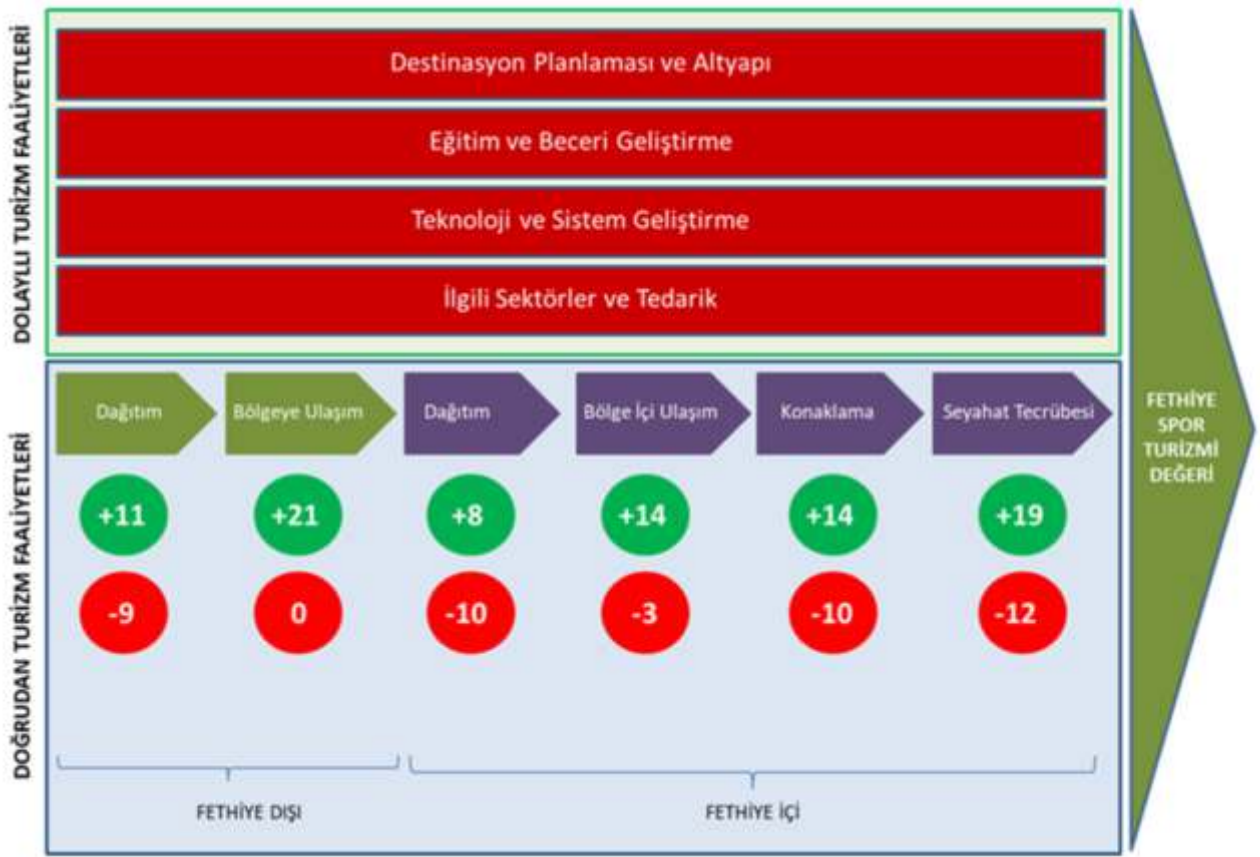 DOLAYLLI TURİZM FAALİYETLERİ
Destinasyon Planlaması ve Altyapı
Eğitim ve Beceri Geliştirme
Teknoloji ve Sistem Geliştirme
İlgili Sektörler ve Tedarik
DOĞRUDAN TURİZM FAALİYETLERİ
Dağıtım
Bölgeye Ulaşım
Dağıtım
Bölge İçi Ulaşım
Konaklama
Seyahat Tecrübesi
+11
+21
+8
+14
+14
+19
-9
0
-10
-3
-10
-12
FETHİYE DIŞI
FETHİYE İÇİ
FETHİYE
SPOR
TURİZMİ
DEĞERİ